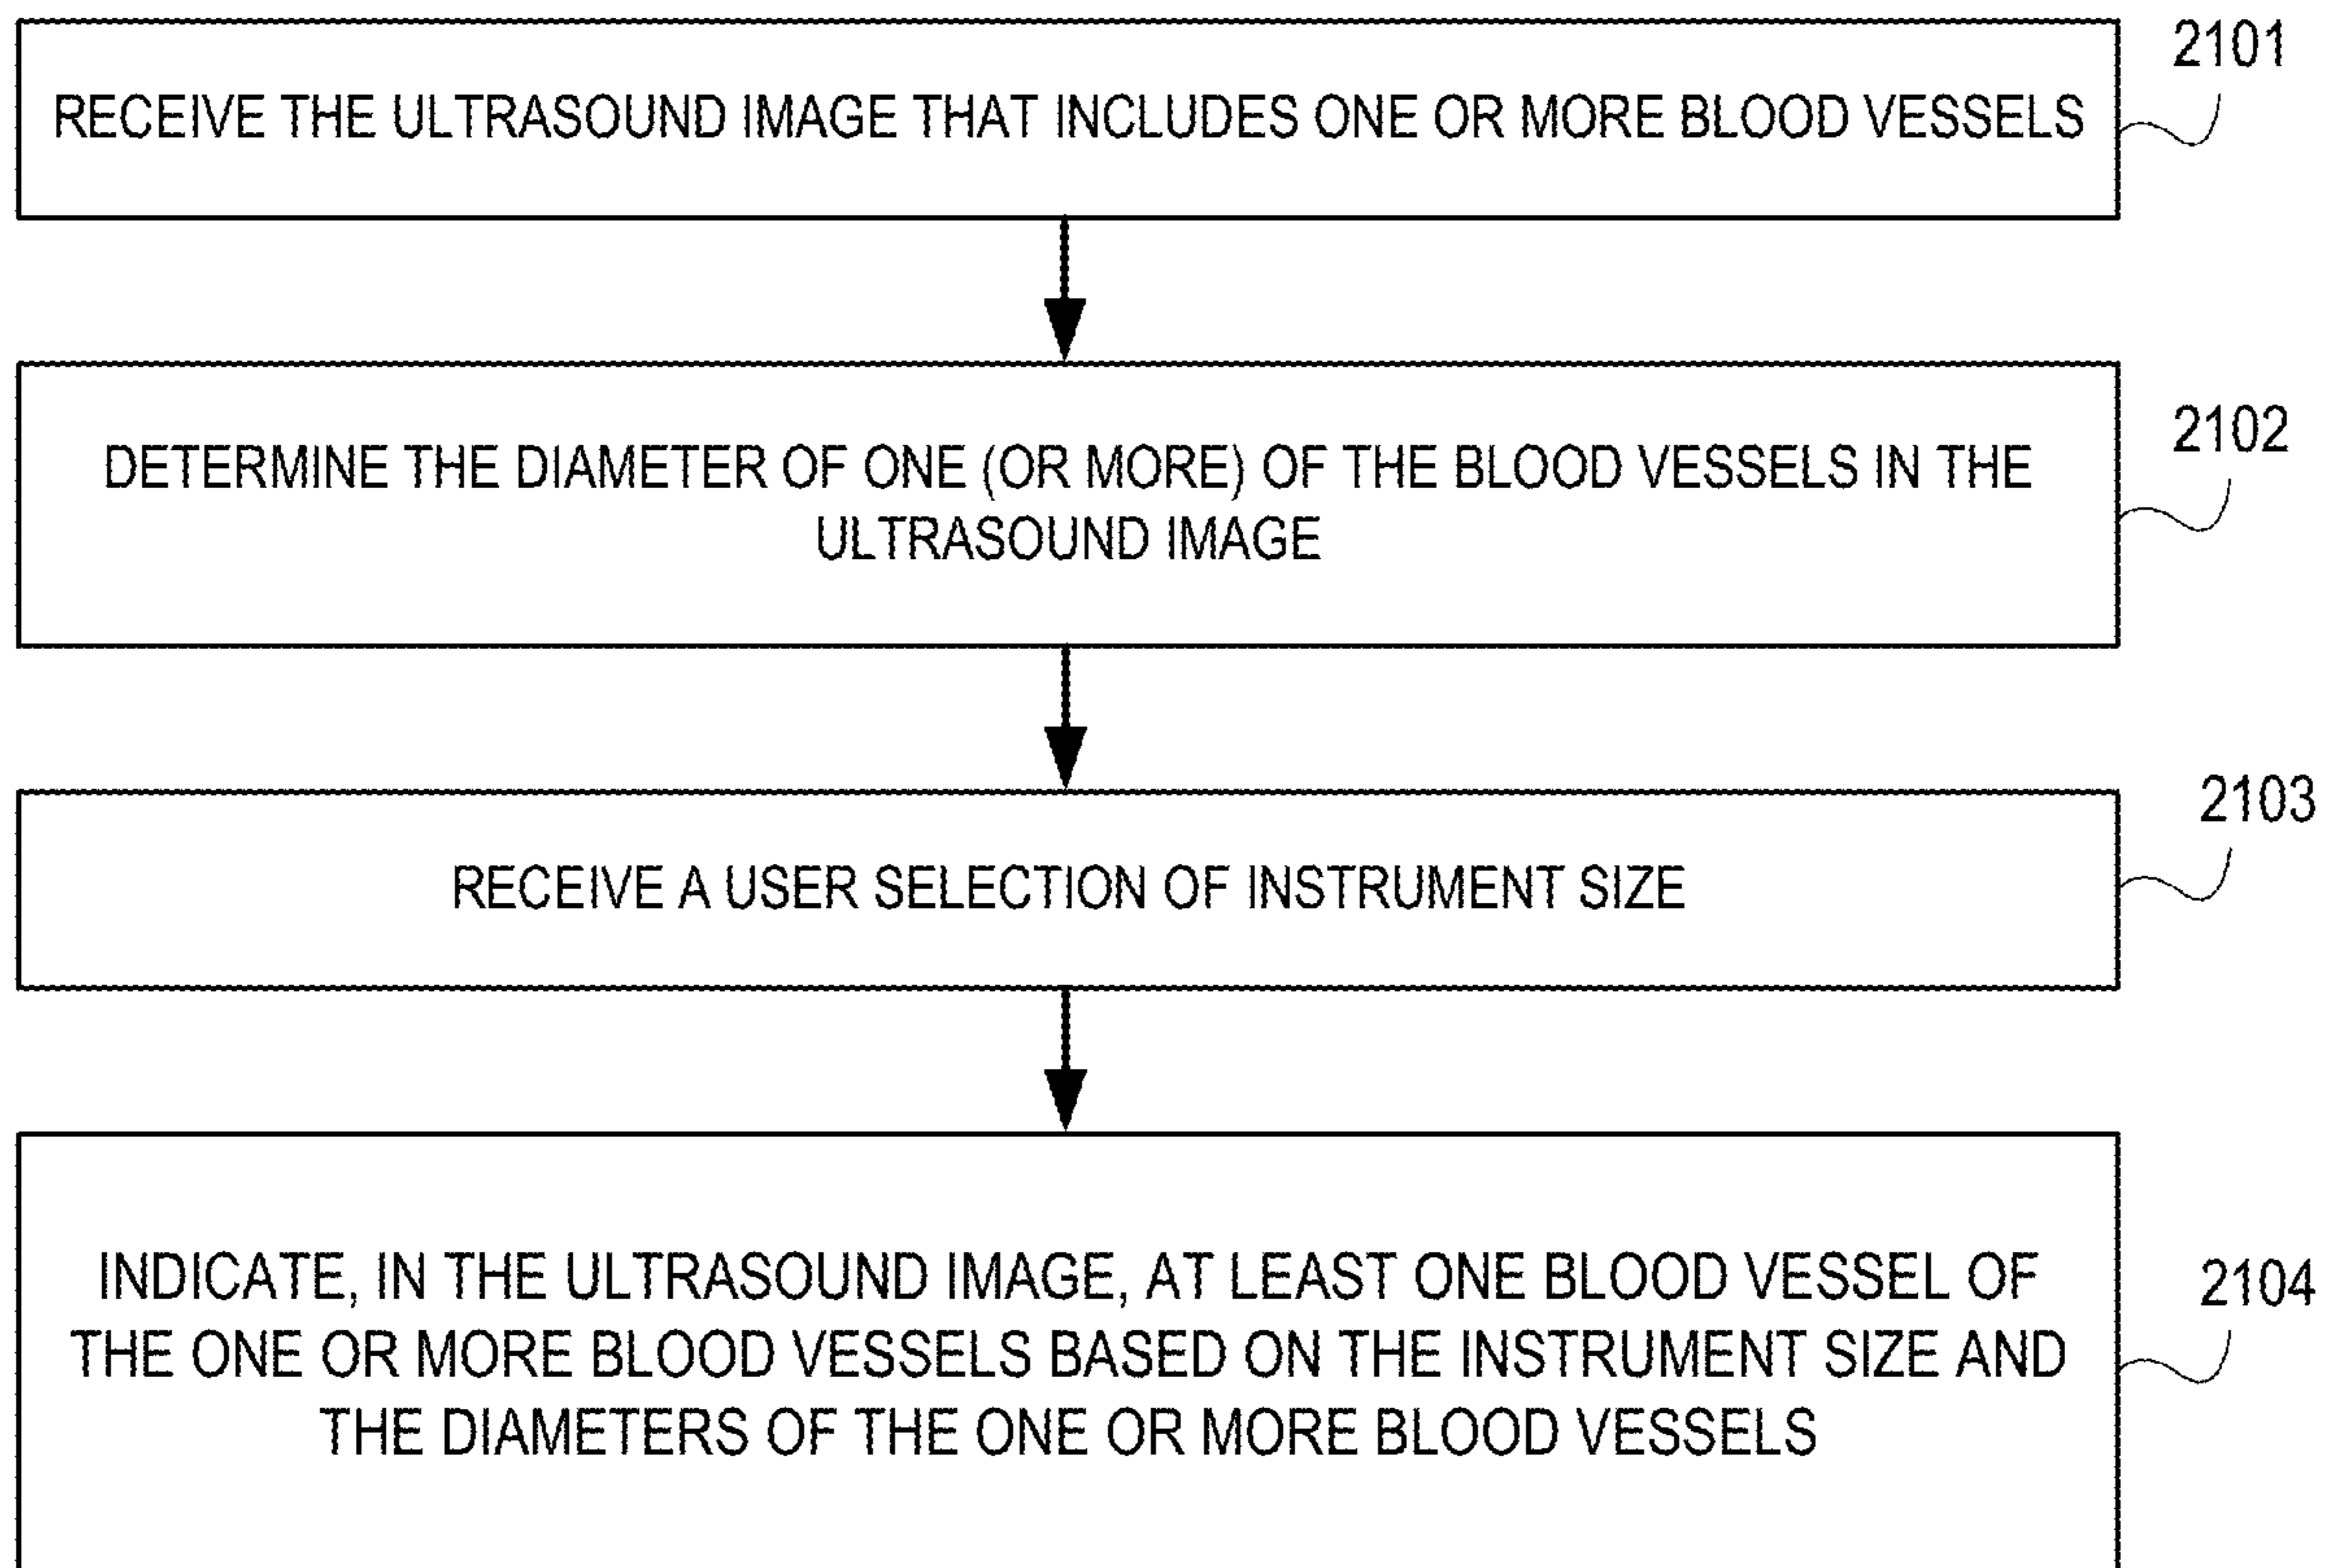 2101
RECEIVE THE ULTRASOUND IMAGE THAT INCLUDES ONE OR MORE BLOOD VESSELS
2102
DETERMINE THE DIAMETER OF ONE (OR MORE) OF THE BLOOD VESSELS IN THE
ULTRASOUND IMAGE
2103
RECEIVE A USER SELECTION OF INSTRUMENT SIZE
2104
INDICATE, IN THE ULTRASOUND IMAGE, AT LEAST ONE BLOOD VESSEL OF
THE ONE OR MORE BLOOD VESSELS BASED ON THE INSTRUMENT SIZE AND
THE DIAMETERS OF THE ONE OR MORE BLOOD VESSELS